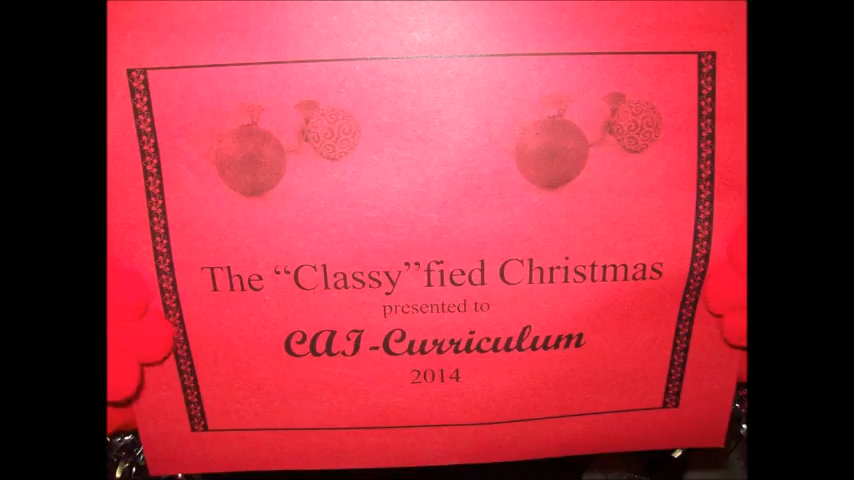 The “Classy”fied Christmas
presented to
CAI-Curriculum
2014